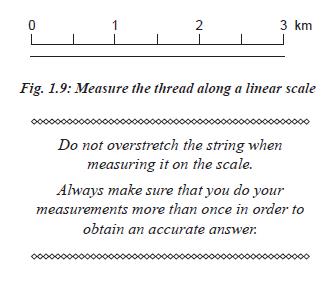 0 1 2 3 km
Fig. 1.9: Measure the thread along a linear scale
Do not overstretch the string when
measuring it on the scale.
Always make sure that you do your
measurements more than once in order to
obtain an accurate answer.